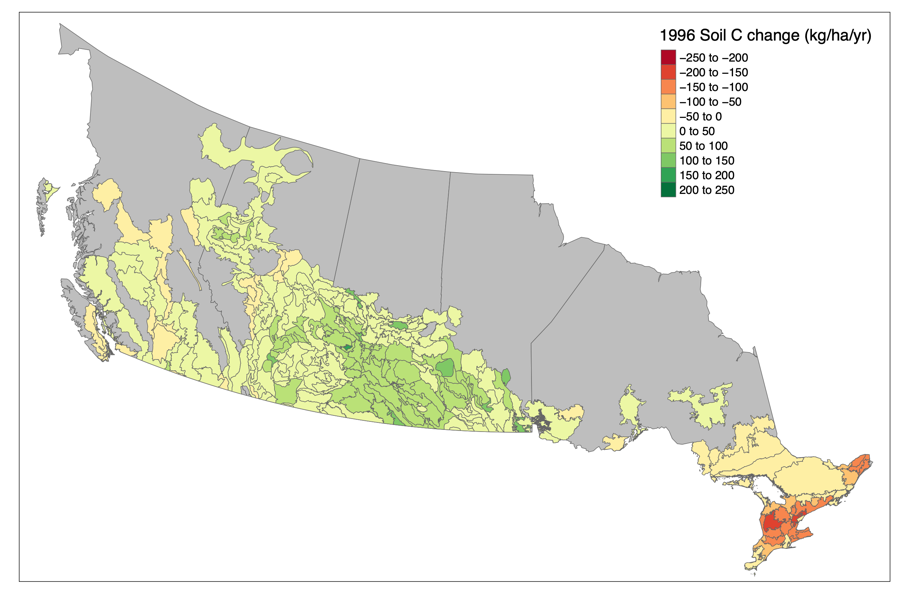 1996 Soil C change (kg/ha/yr)
−250 to −200
−200 to −150
−150 to −100
−100 to −50
−50 to 0
0 to 50
50 to 100
100 to 150
150 to 200
200 to 250